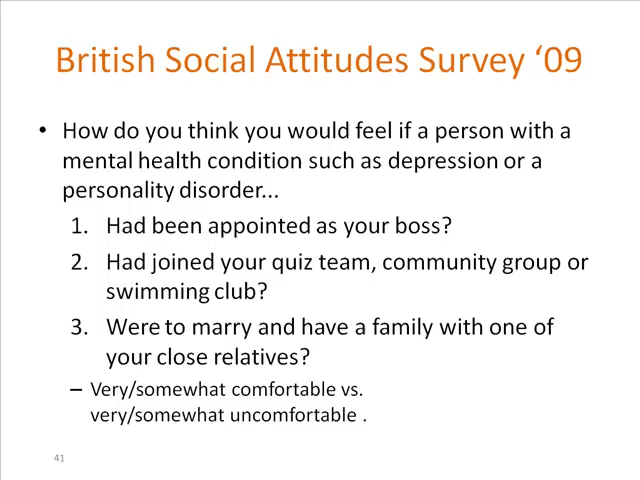 British Social Attitudes Survey ‘09
• How do you think you would feel if a person with a
mental health condition such as depression or a
personality disorder...
1. Had been appointed as your boss?
2. Had joined your quiz team, community group or
swimming club?
3. Were to marry and have a family with one of
your close relatives?
– Very/somewhat comfortable vs.
very/somewhat uncomfortable .
41